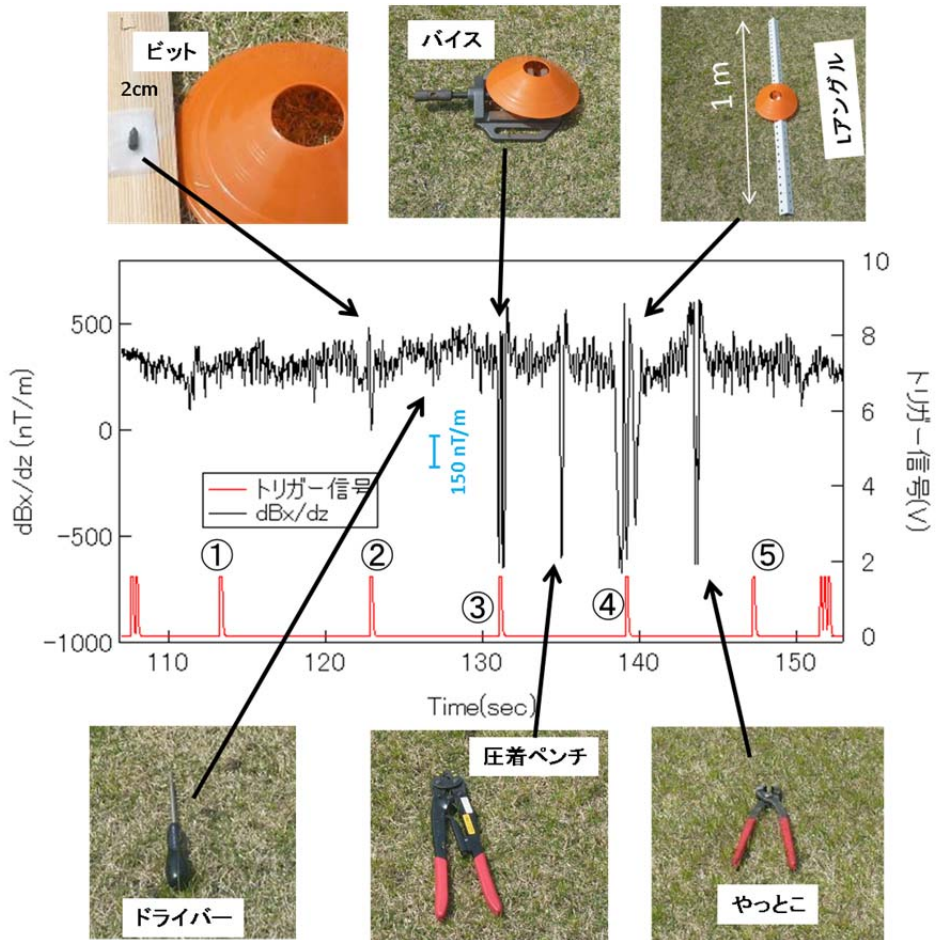 ビット
2cm
バイス
1 m
Lアングル
500
0
-500
-1000
dBx/dz (nT/m)
150 nT/m
トリガー信号
dBx/dz
①
②
③
④
⑤
10
8
6
4
2
0
トリガー信号(V)
110
120
130
140
150
Time(sec)
ドライバー
圧着ペンチ
やっとこ